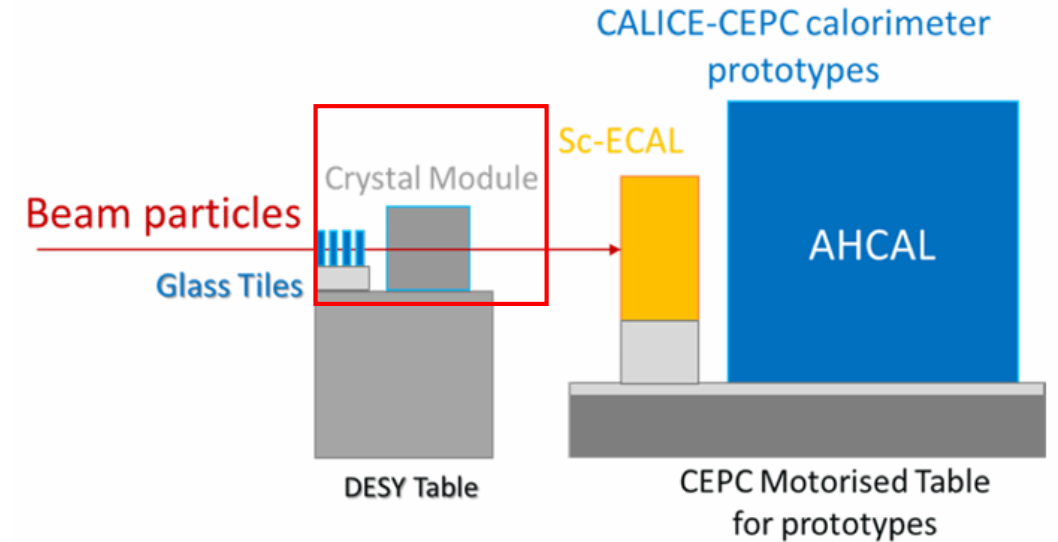 CALICE-CEPC calorimeter
prototypes
Sc-ECAL
Crystal Module
Beam particles
AHCAL
Glass Tiles
DESY Table
CEPC Motorised Table
for prototypes